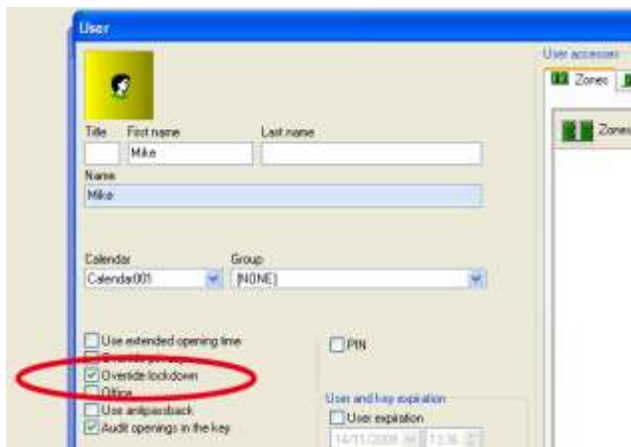 User
User accesses
Zones
Zones
Title First name Last name
Mike
Name
Mike
Calendar Group
Calendar001 (NONE)
Use extended opening time
PIN
Override lockdown
Office
Use antipassback
User and key expiration
Audit openings in the key
User expiration
14/11/2008